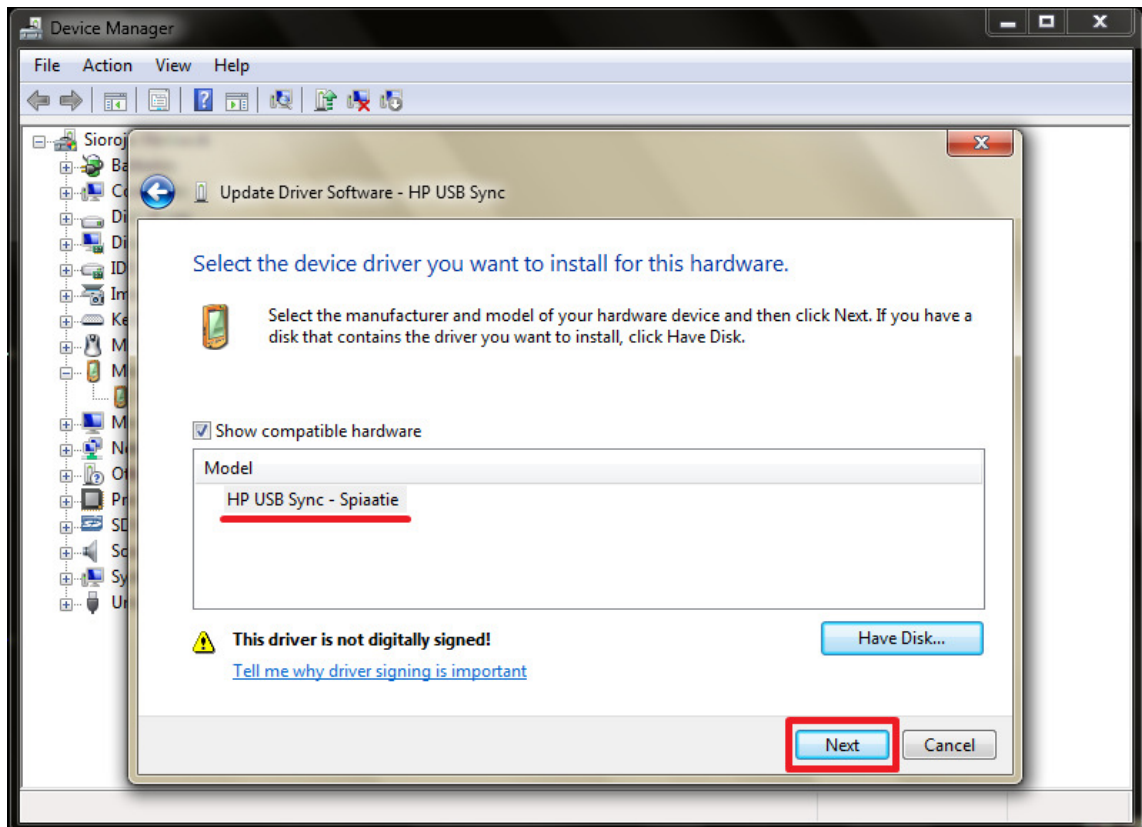 Device Manager
File Action View Help
Update Driver Software - HP USB Sync
Select the device driver you want to install for this hardware.
Select the manufacturer and model of your hardware device and then click Next. If you have a
disk that contains the driver you want to install, click Have Disk.
Show compatible hardware
Model
HP USB Sync - Spiaatie
This driver is not digitally signed!
Have Disk...
Tell me why driver signing is important
Next
Cancel